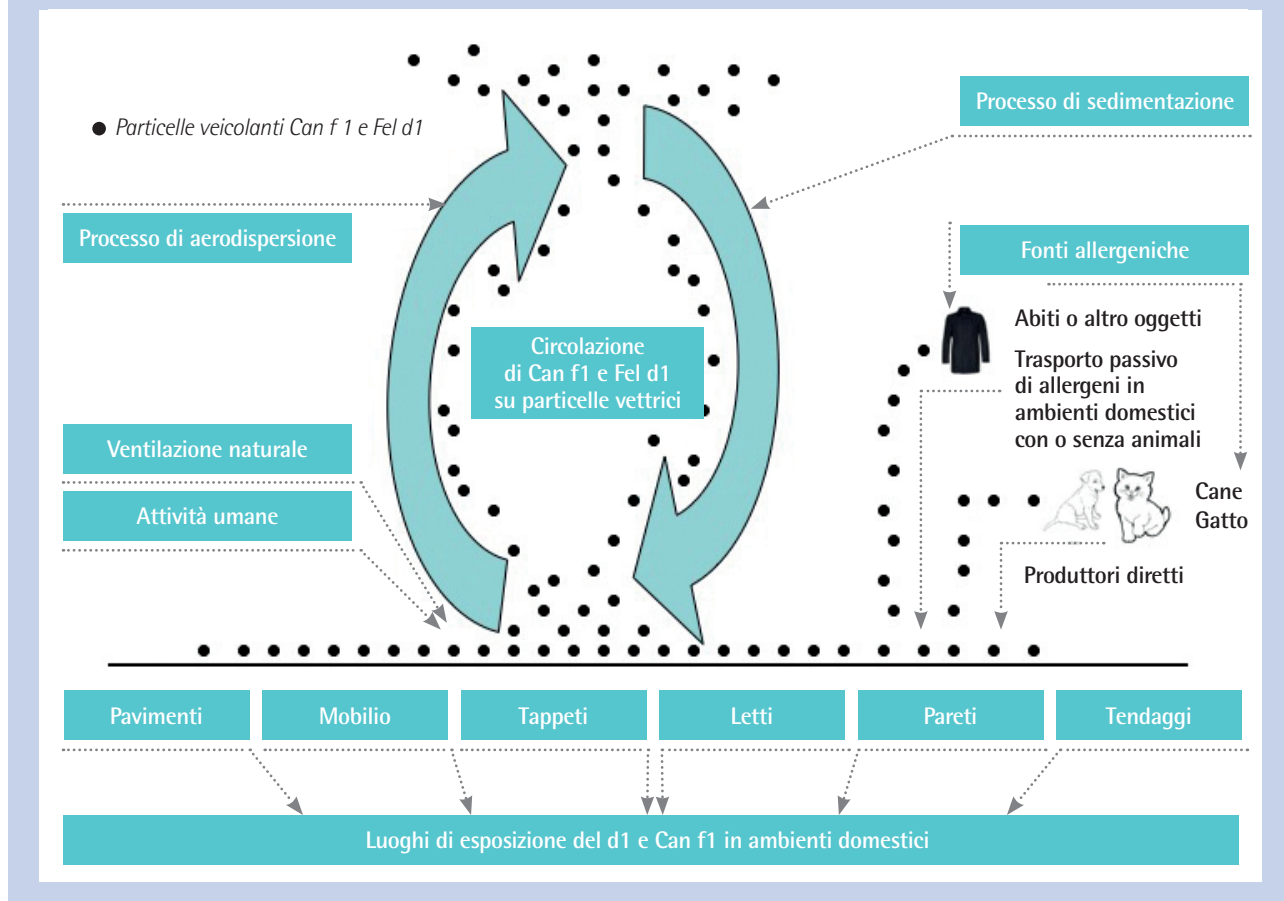 Particelle veicolanti Can f 1 e Fel d1
Processo di sedimentazione
Processo di aerodispersione
Fonti allergeniche
Abiti o altro oggetti
Trasporto passivo
di allergeni in
ambienti domestici
con o senza animali
Circolazione
di Can f1 e Fel d1
su particelle vettrici
Ventilazione naturale
Attività umane
Cane
Gatto
Produttori diretti
Pavimenti
Mobilio
Tappeti
Letti
Pareti
Tendaggi
Luoghi di esposizione del d1 e Can f1 in ambienti domestici